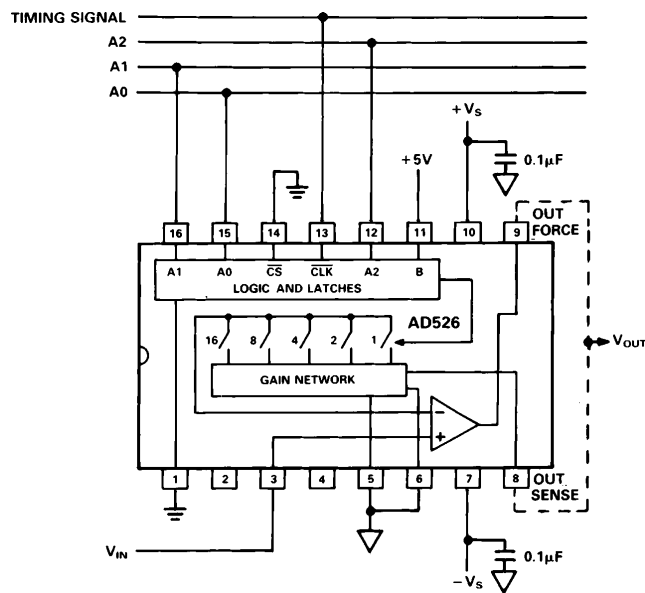 TIMING SIGNAL
A2
A1
A0
+VS
0.1µF
+5V
OUT
FORCE
16 15 14 13 12 11 10 9
A1 A0 CS CLK A2 B
LOGIC AND LATCHES
AD526
16 8 4 2 1
VOUT
GAIN NETWORK
−
+
1 2 3 4 5 6 7 8
OUT
SENSE
VIN
0.1µF
−VS